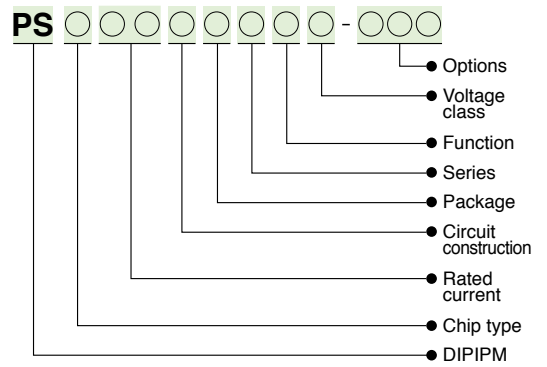 PS ○ ○○ ○ ○ ○ ○ ○ - ○○○
Options
Voltage
class
Function
Series
Package
Circuit
construction
Rated
current
Chip type
DIPIPM